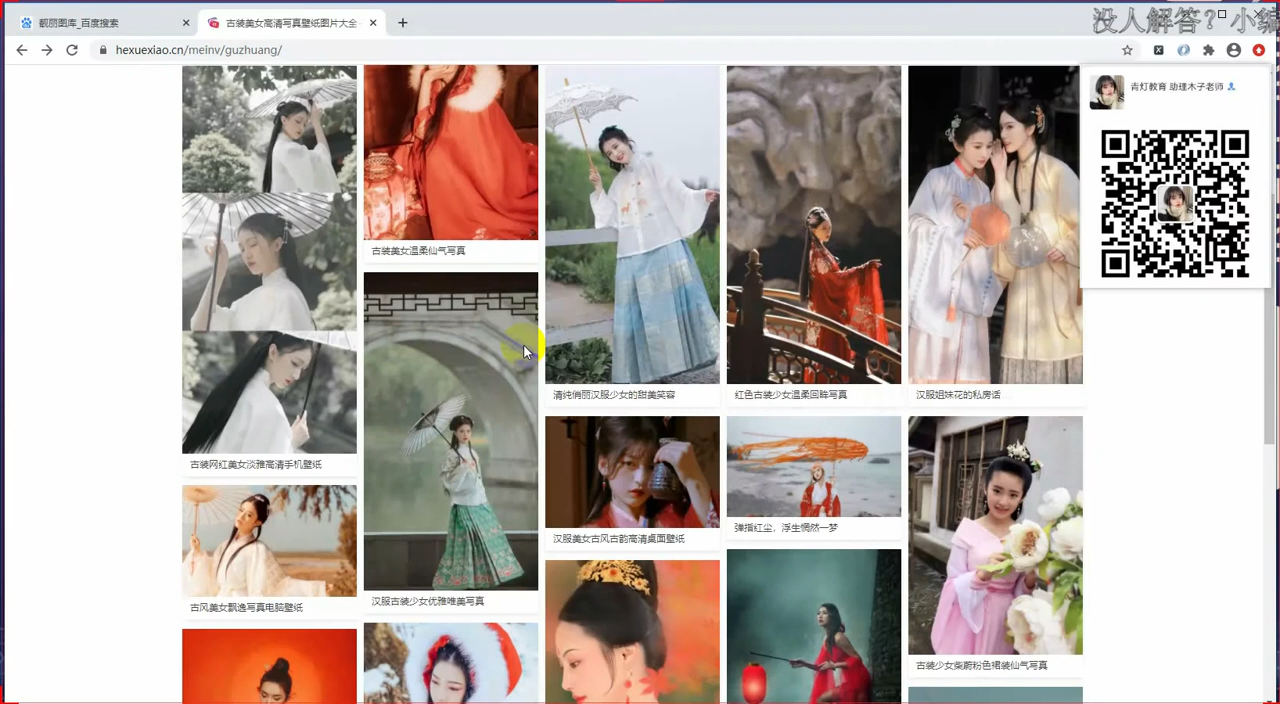 靓丽图库_百度搜索
古装美女高清写真壁纸图片大全
没人解答？小编
hexuexiao.cn/meinv/guzhuang/
青灯教育 助理木子老师
古装美女温柔仙气写真
清纯俏丽汉服少女的甜美笑容
红色古装少女温柔回眸写真
汉服姐妹花的私房话
古装网红美女淡雅高清手机壁纸
弹指红尘，浮生惆然一梦
汉服美女古风古韵高清桌面壁纸
汉服古装少女优雅唯美写真
古风美女飘逸写真电脑壁纸
古装少女柴蔚粉色裙装仙气写真